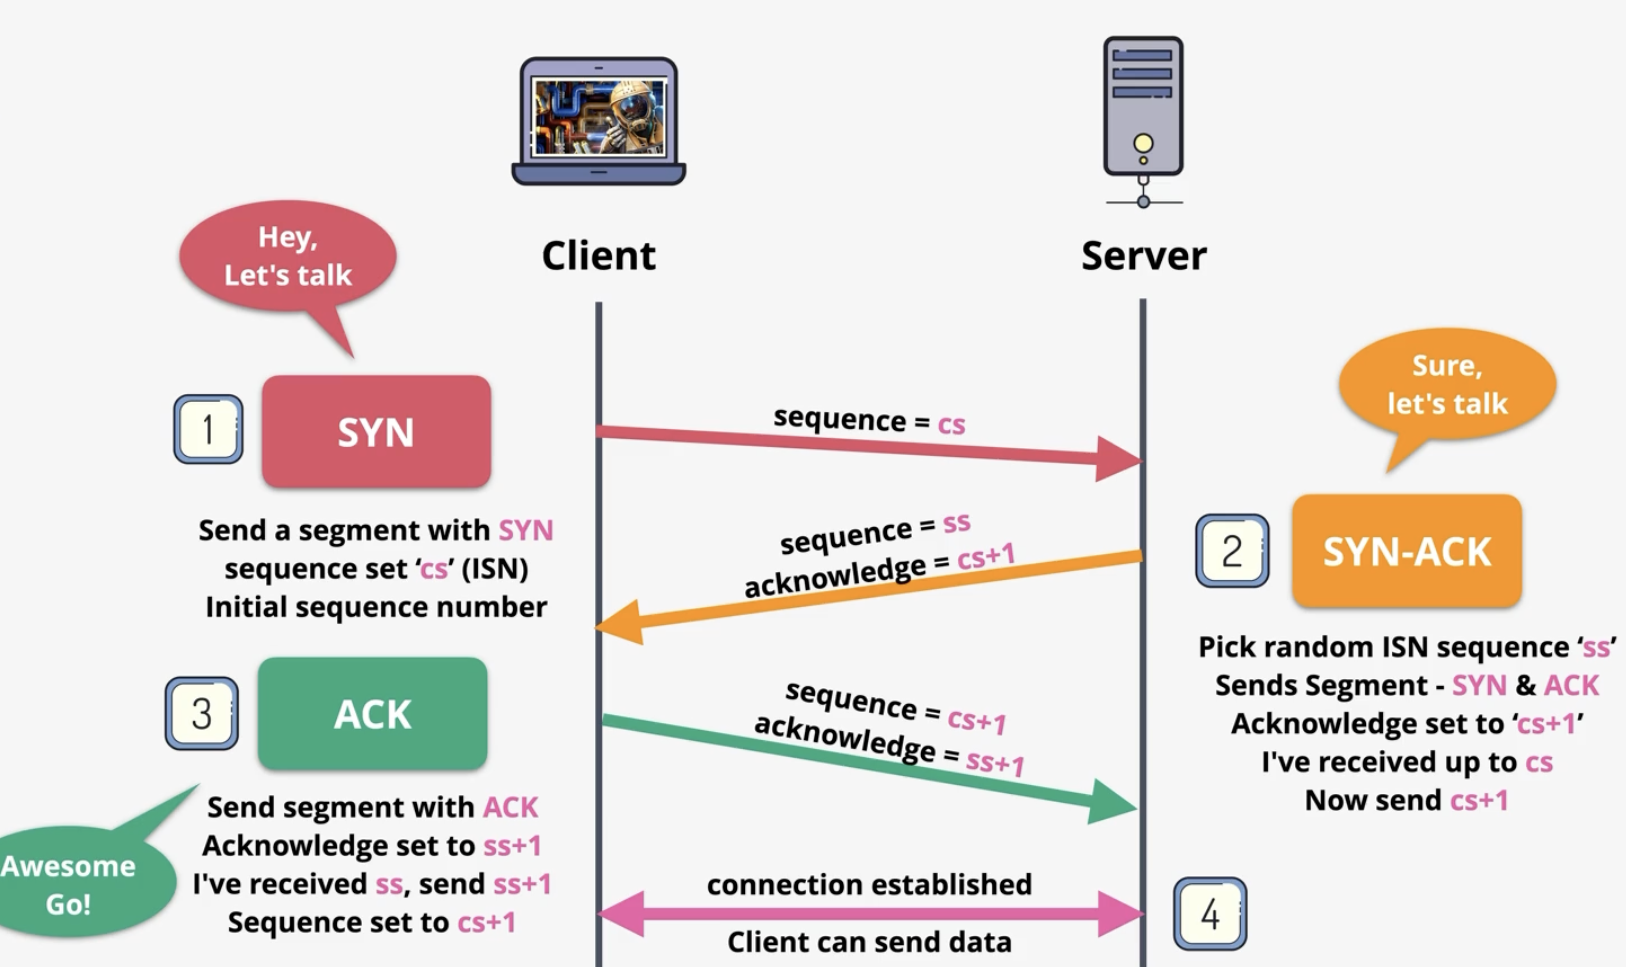 Client
Server
Hey,
Let's talk
1
SYN
Send a segment with SYN
sequence set ‘cs’ (ISN)
Initial sequence number
sequence = cs
Sure,
let's talk
2
SYN-ACK
sequence = ss
acknowledge = cs+1
Pick random ISN sequence ‘ss’
Sends Segment - SYN & ACK
Acknowledge set to ‘cs+1’
I've received up to cs
Now send cs+1
3
ACK
sequence = cs+1
acknowledge = ss+1
Awesome
Go!
Send segment with ACK
Acknowledge set to ss+1
I've received ss, send ss+1
Sequence set to cs+1
connection established
Client can send data
4